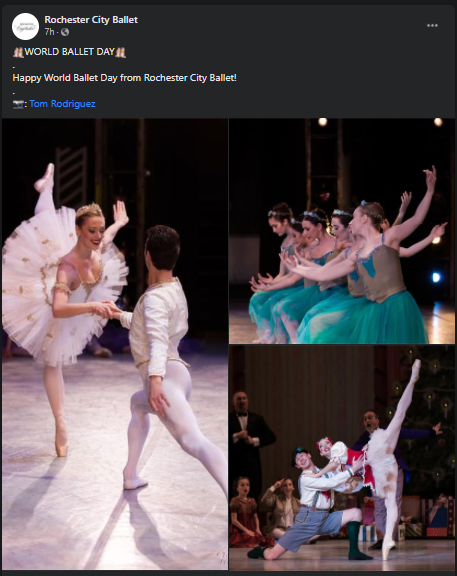 Rochester City Ballet
7h ·
🩰WORLD BALLET DAY🩰
.
Happy World Ballet Day from Rochester City Ballet!
.
📷: Tom Rodriguez